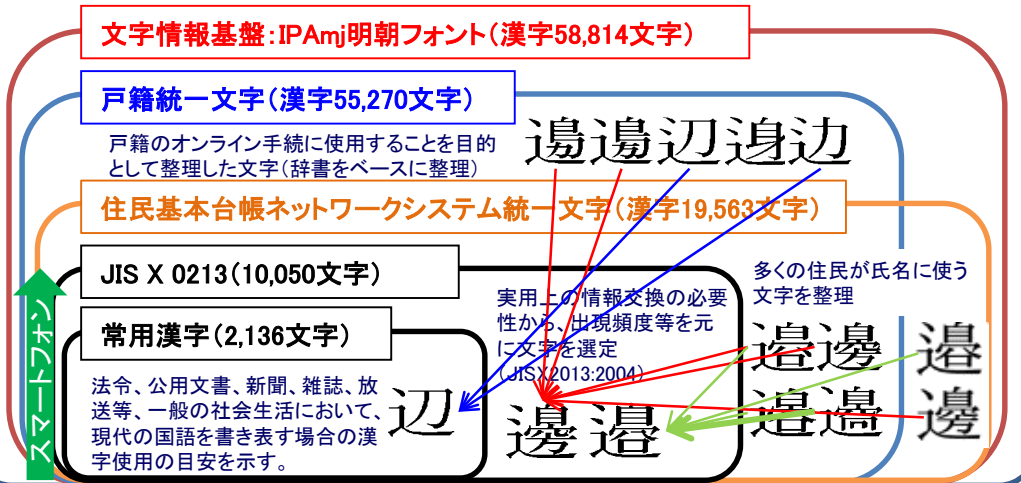 文字情報基盤：IPAmj明朝フォント（漢字58,814文字）
戸籍統一文字（漢字55,270文字）
戸籍のオンライン手続に使用することを目的
として整理した文字（辞書をベースに整理）
住民基本台帳ネットワークシステム統一文字（漢字19,563文字）
JIS X 0213（10,050文字）
多くの住民が氏名に使う
文字を整理
実用上の情報交換の必要
性から、出現頻度等を元
に文字を選定
（JISX2013:2004）
常用漢字（2,136文字）
法令、公用文書、新聞、雑誌、放
送等、一般の社会生活において、
現代の国語を書き表す場合の漢
字使用の目安を示す。
辺
邊邉
スマートフォン